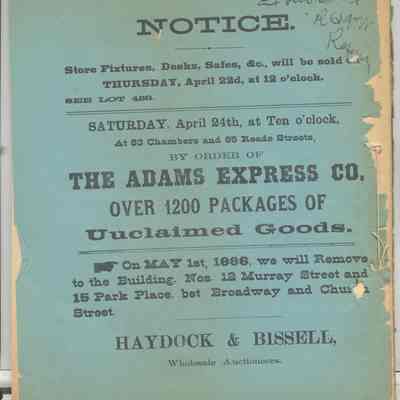 NOTICE.
Store Fixtures, Desks, Safes, &c., will be sold
THURSDAY, April 22d, at 12 o'clock.
SEE LOT 486.
SATURDAY, April 24th, at Ten o'clock,
At 83 Chambers and 65 Reade Streets,
BY ORDER OF
THE ADAMS EXPRESS CO.
OVER 1200 PACKAGES OF
Unclaimed Goods.
☛ On MAY 1st, 1886, we will Remove
to the Building, Nos. 12 Murray Street and
15 Park Place, bet Broadway and Church
Street.
HAYDOCK & BISSELL,
Wholesale Auctioneers.